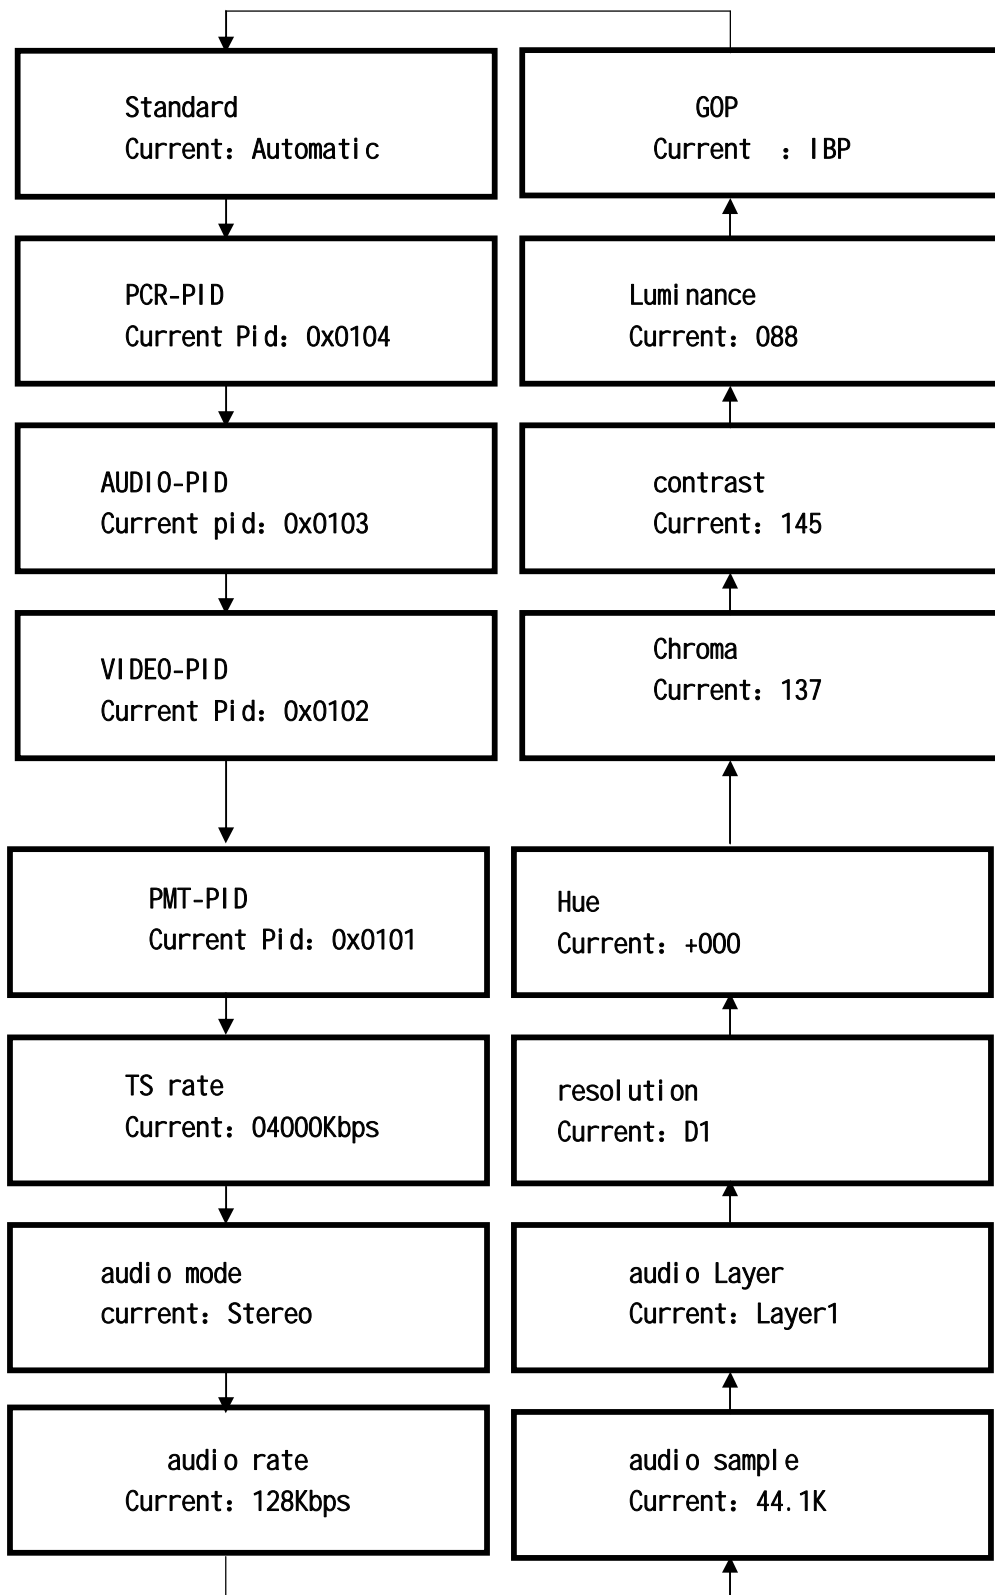 Standard
Current: Automatic
PCR-PID
Current Pid: 0x0104
AUDIO-PID
Current pid: 0x0103
VIDEO-PID
Current Pid: 0x0102
PMT-PID
Current Pid: 0x0101
TS rate
Current: 04000Kbps
audio mode
current: Stereo
audio rate
Current: 128Kbps
audio sample
Current: 44.1K
audio Layer
Current: Layer1
resolution
Current: D1
Hue
Current: +000
Chroma
Current: 137
contrast
Current: 145
Luminance
Current: 088
GOP
Current : IBP